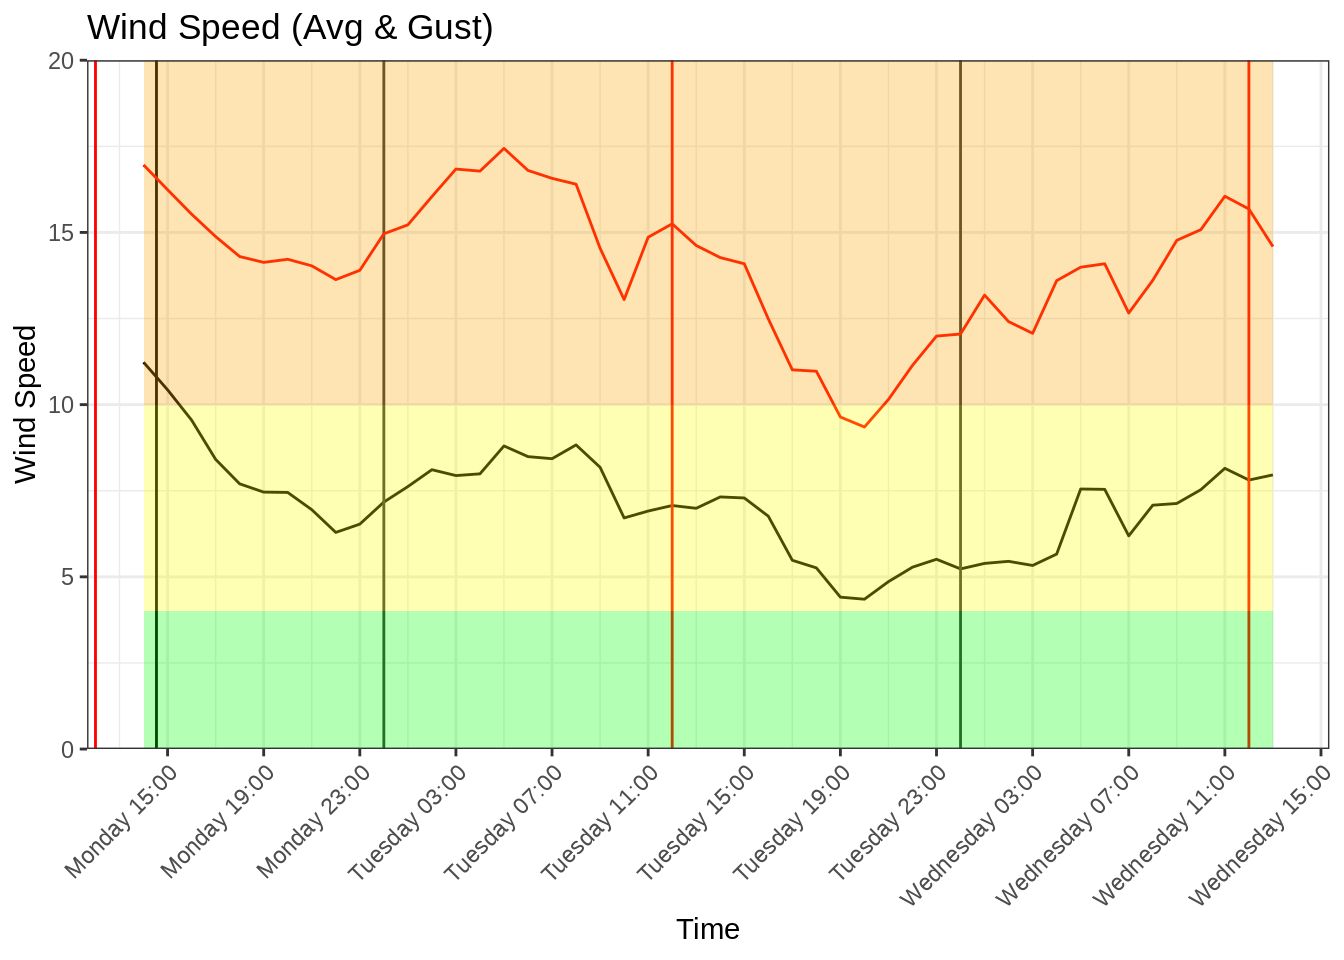 Wind Speed (Avg & Gust)
20
15
10
5
0
Wind Speed
Monday 15:00
Monday 19:00
Monday 23:00
Tuesday 03:00
Tuesday 07:00
Tuesday 11:00
Tuesday 15:00
Tuesday 19:00
Tuesday 23:00
Wednesday 03:00
Wednesday 07:00
Wednesday 11:00
Wednesday 15:00
Time